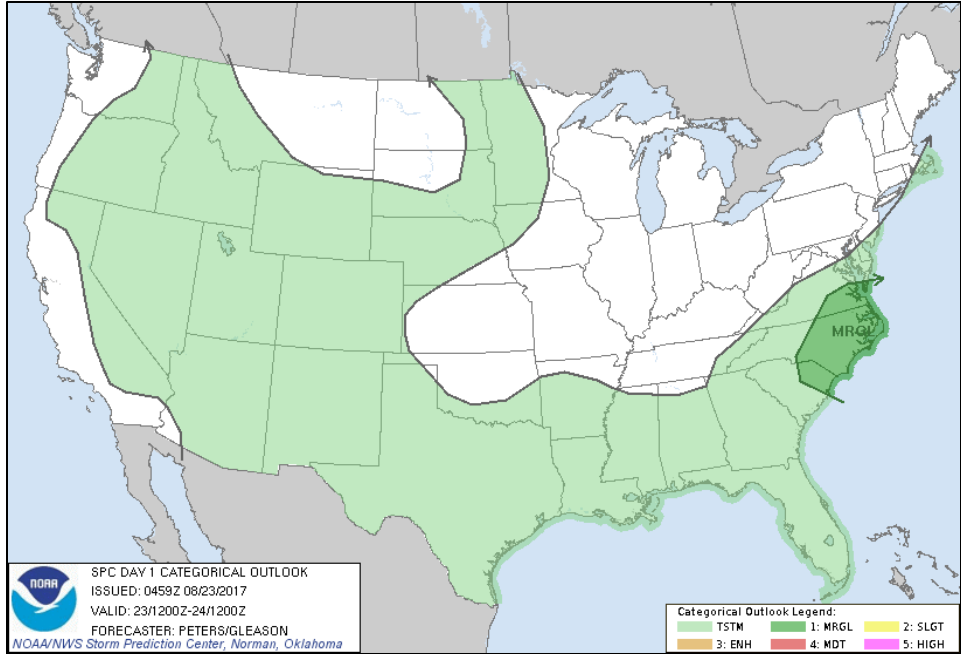 MRGL
NOAA
SPC DAY 1 CATEGORICAL OUTLOOK
ISSUED: 0459Z 08/23/2017
VALID: 23/1200Z-24/1200Z
FORECASTER: PETERS/GLEASON
NOAA/NWS Storm Prediction Center, Norman, Oklahoma
Categorical Outlook Legend:
TSTM 1: MRGL 2: SLGT
3: ENH 4: MDT 5: HIGH